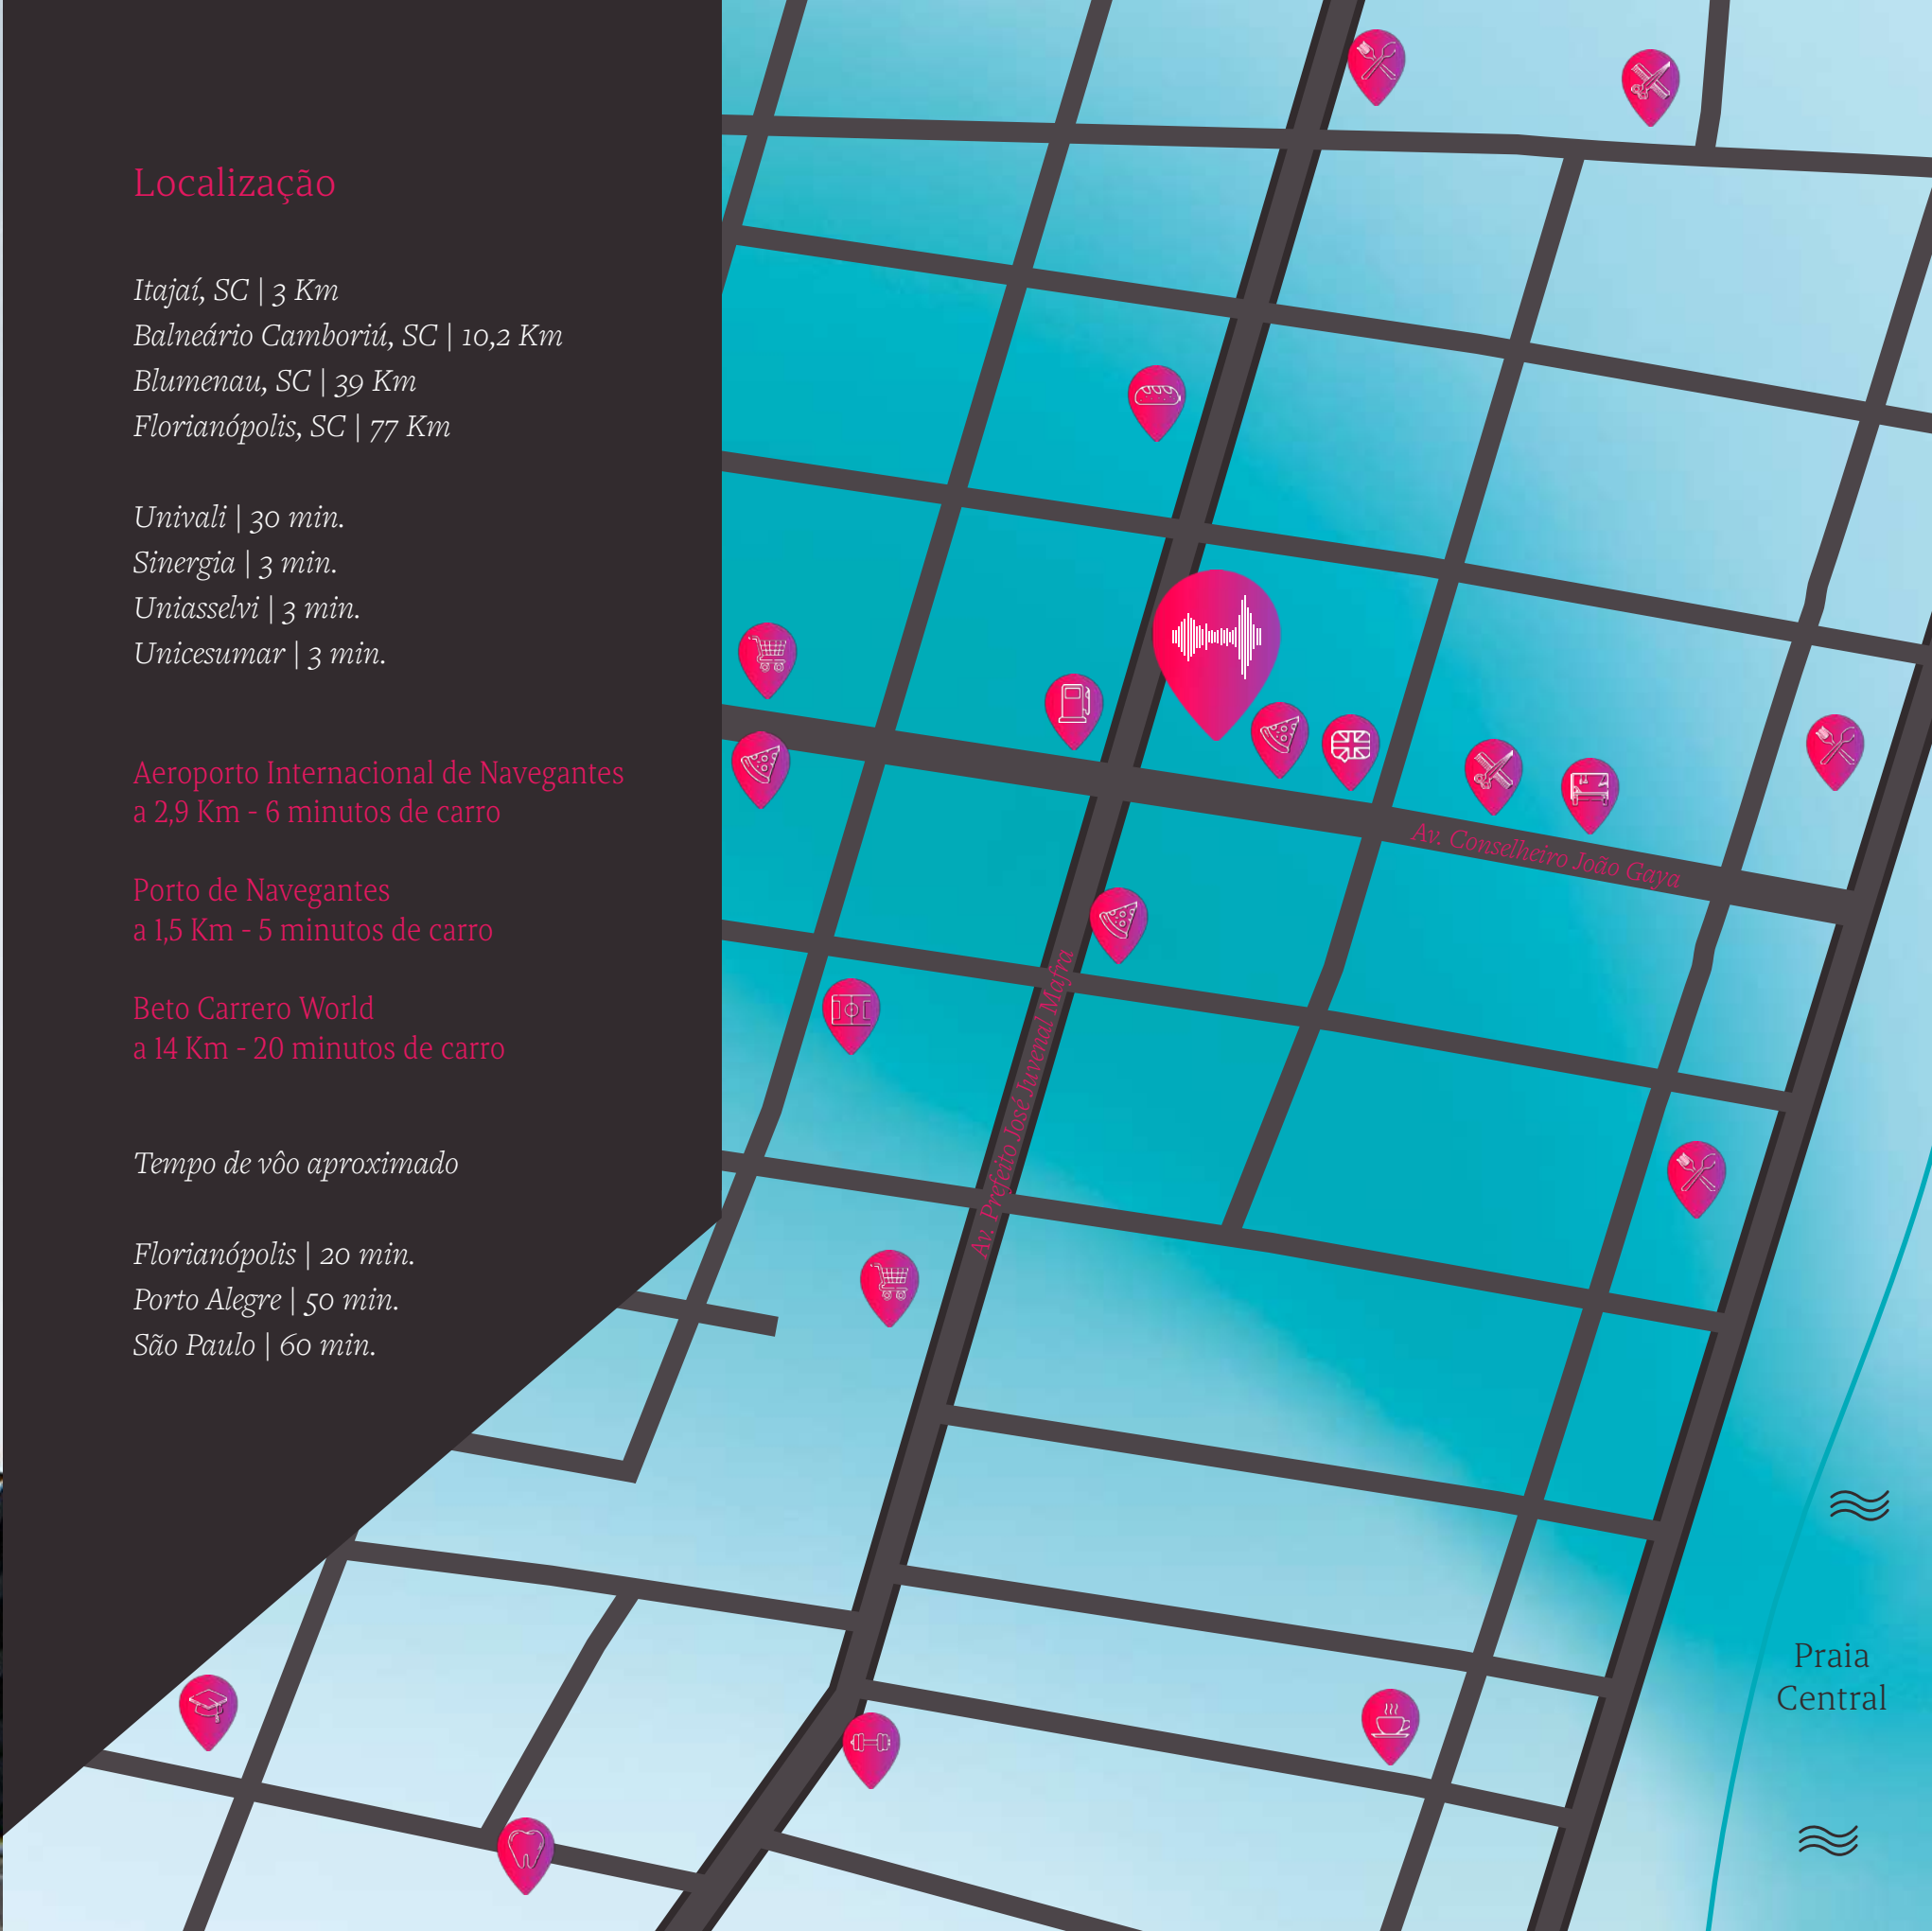 Localização
Itajaí, SC | 3 Km
Balneário Camboriú, SC | 10,2 Km
Blumenau, SC | 39 Km
Florianópolis, SC | 77 Km
Univali | 30 min.
Sinergia | 3 min.
Uniasselvi | 3 min.
Unicesumar | 3 min.
Aeroporto Internacional de Navegantes
a 2,9 Km - 6 minutos de carro
Porto de Navegantes
a 1,5 Km - 5 minutos de carro
Beto Carrero World
a 14 Km - 20 minutos de carro
Tempo de vôo aproximado
Florianópolis | 20 min.
Porto Alegre | 50 min.
São Paulo | 60 min.
Av. Conselheiro João Gaya
Av. Prefeito José Juvenal Mafra
Praia
Central